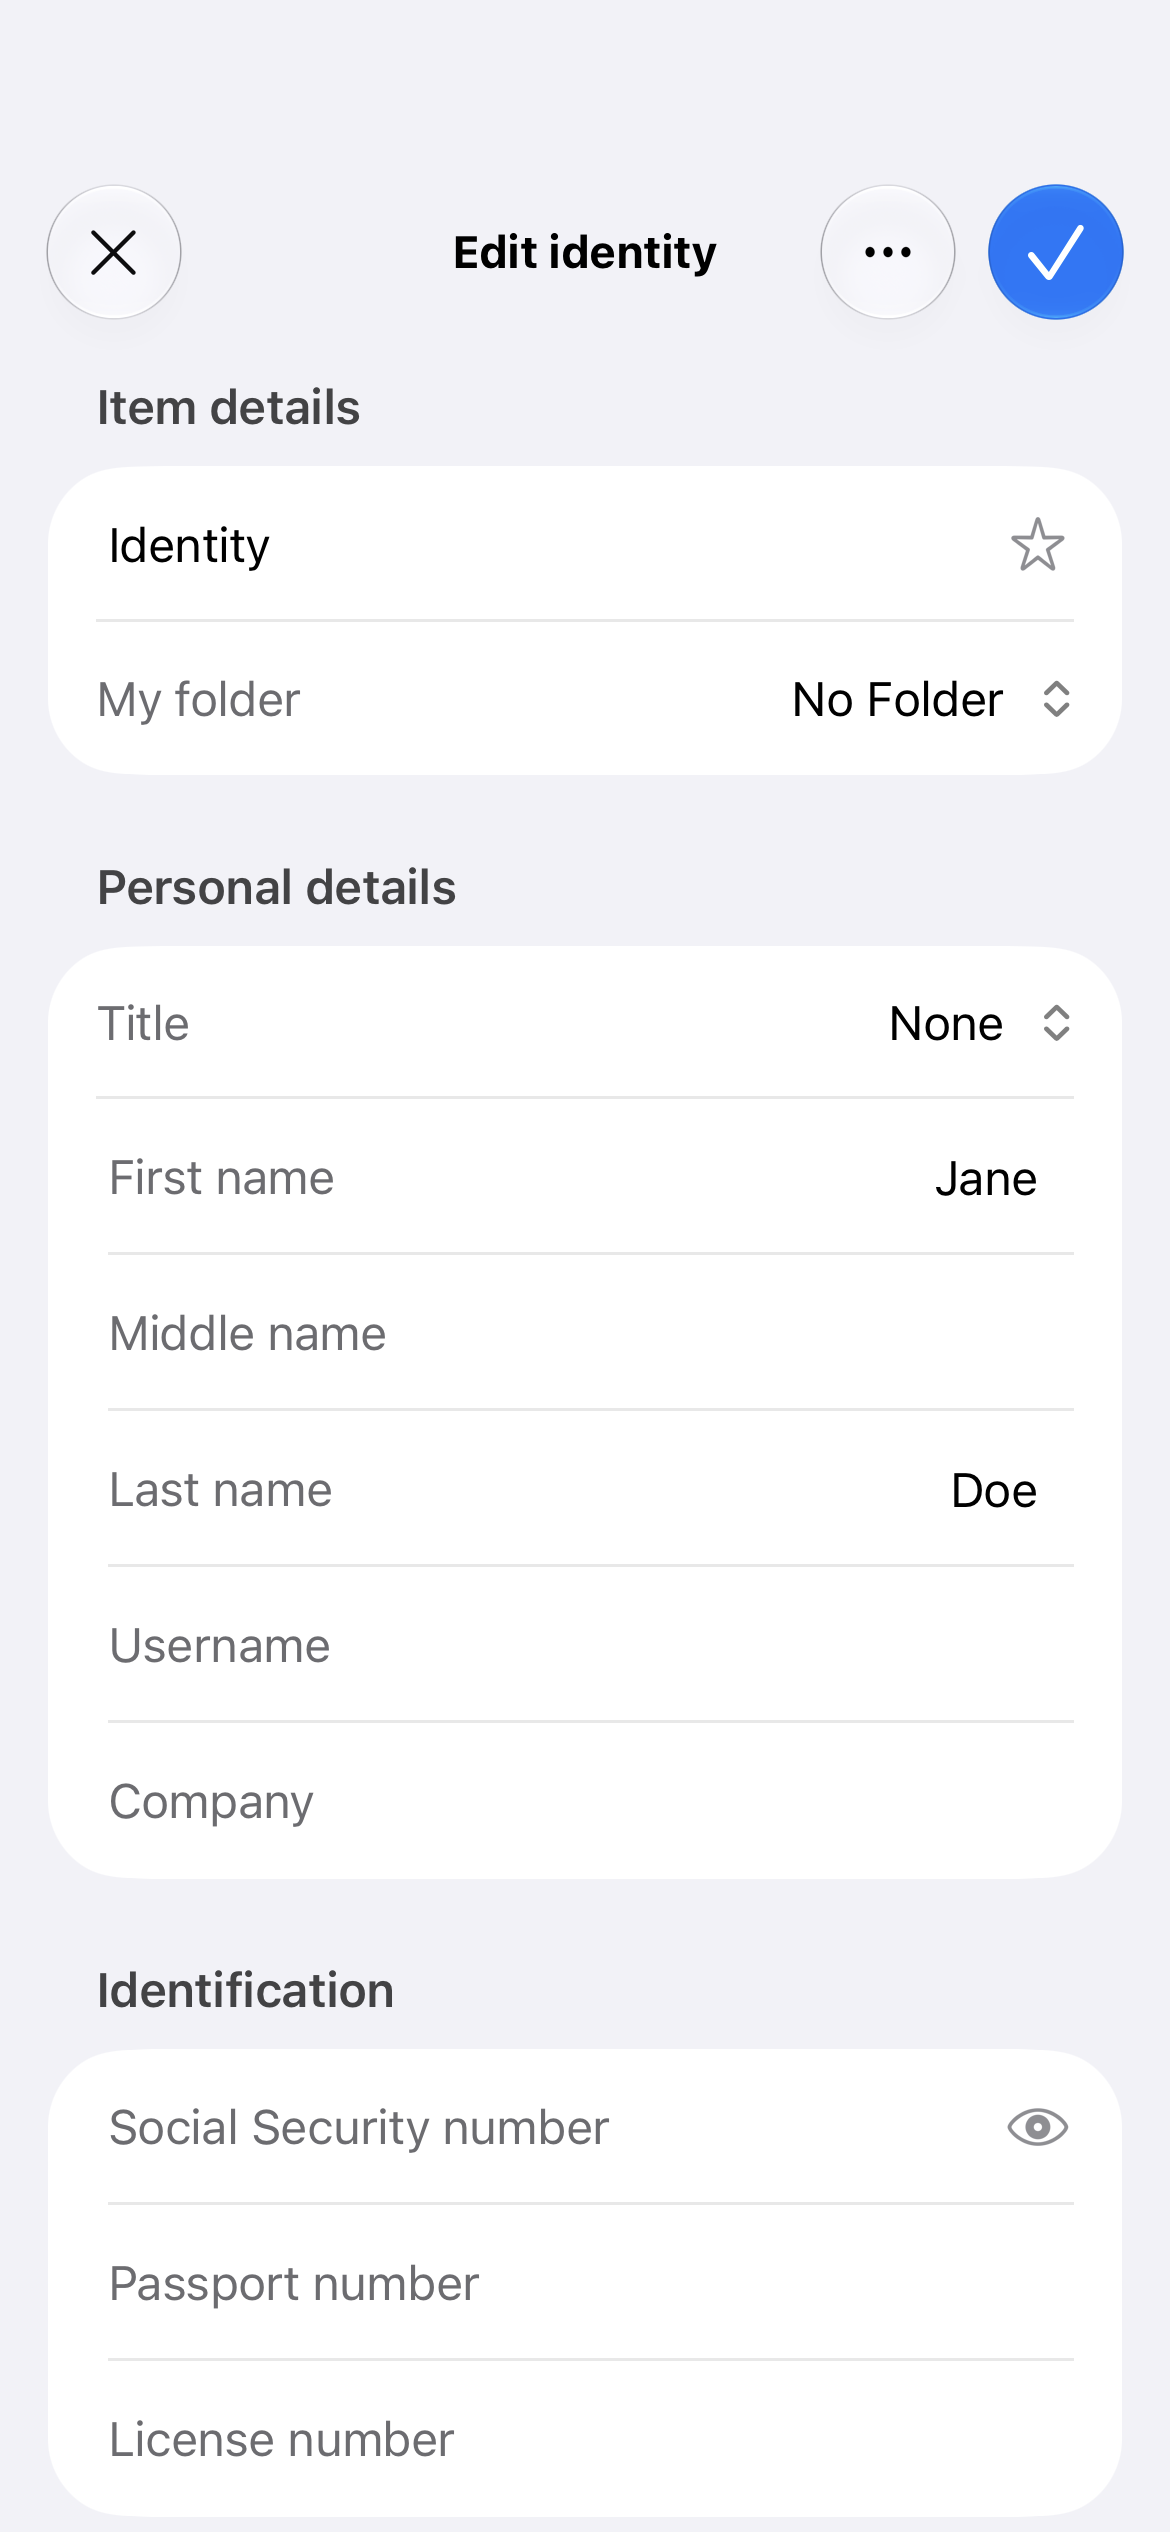 Edit identity
Item details
Identity
My folder No Folder
Personal details
Title None
First name Jane
Middle name
Last name Doe
Username
Company
Identification
Social Security number
Passport number
License number